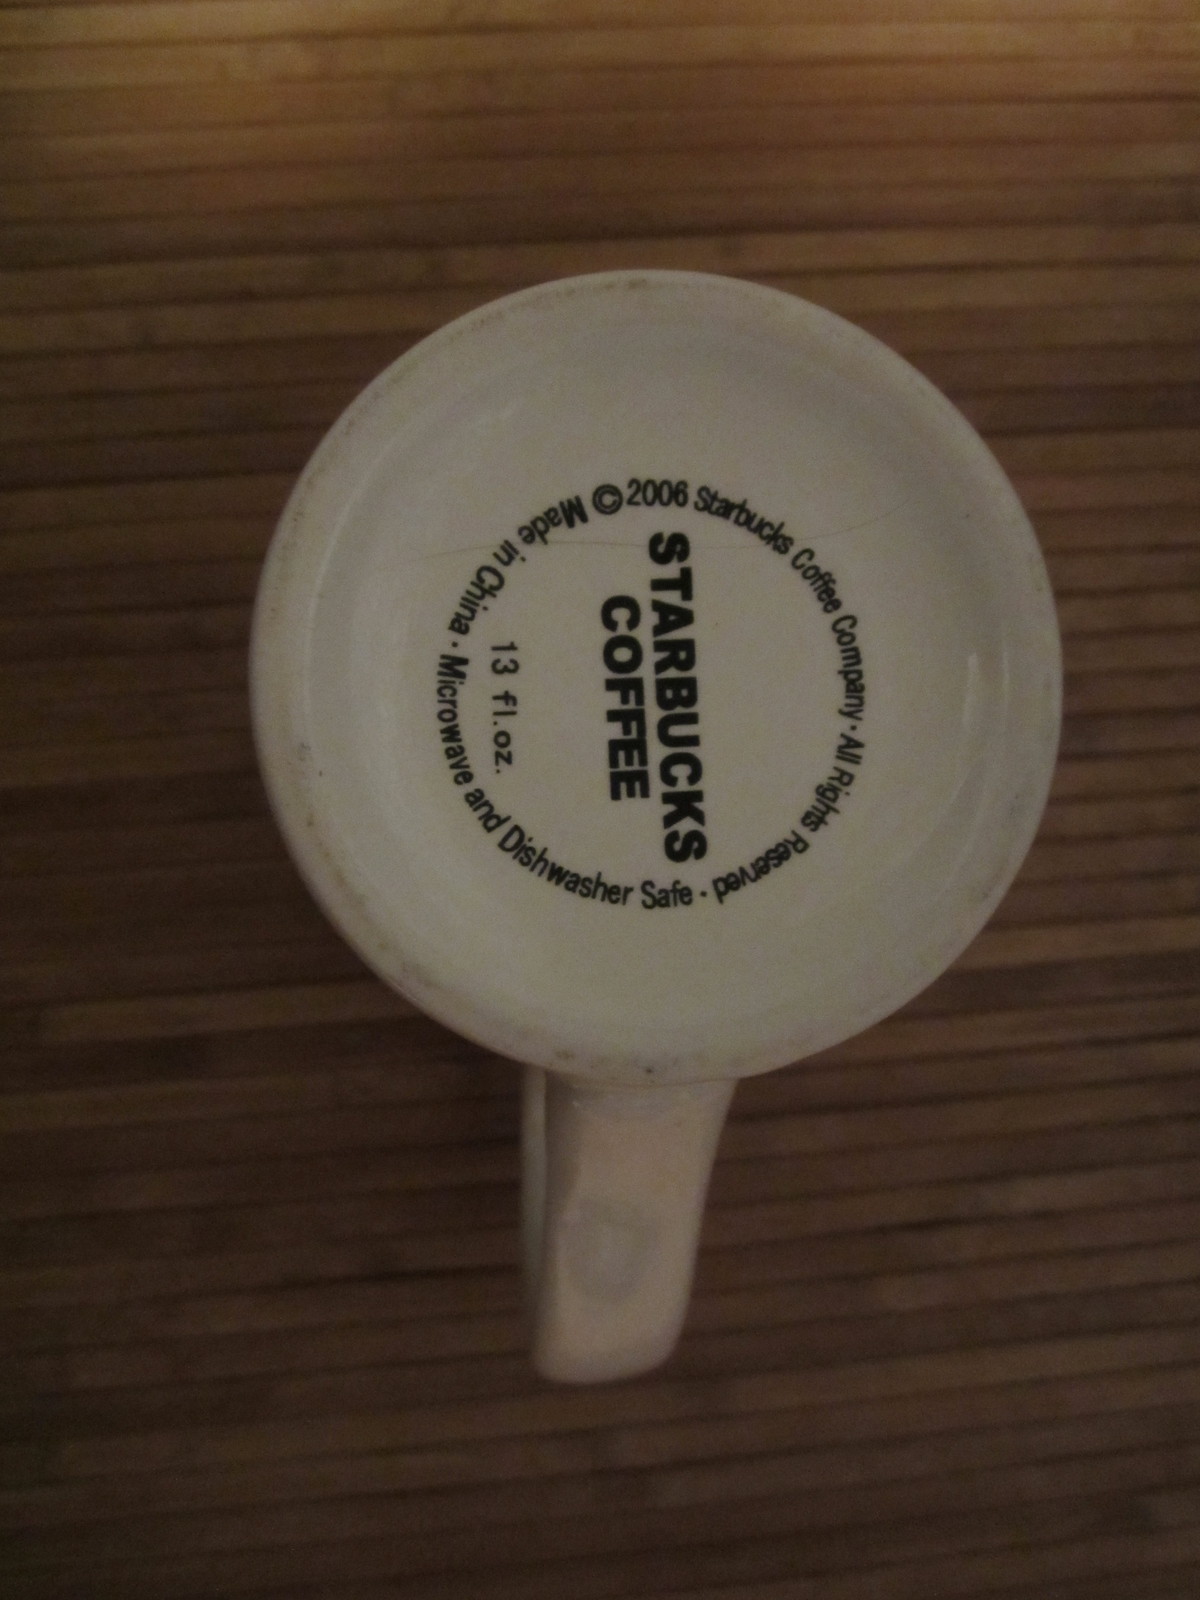 © 2006 Starbucks Coffee Company · All Rights Reserved · Microwave and Dishwasher Safe · Made in China
STARBUCKS
COFFEE
13 fl.oz.